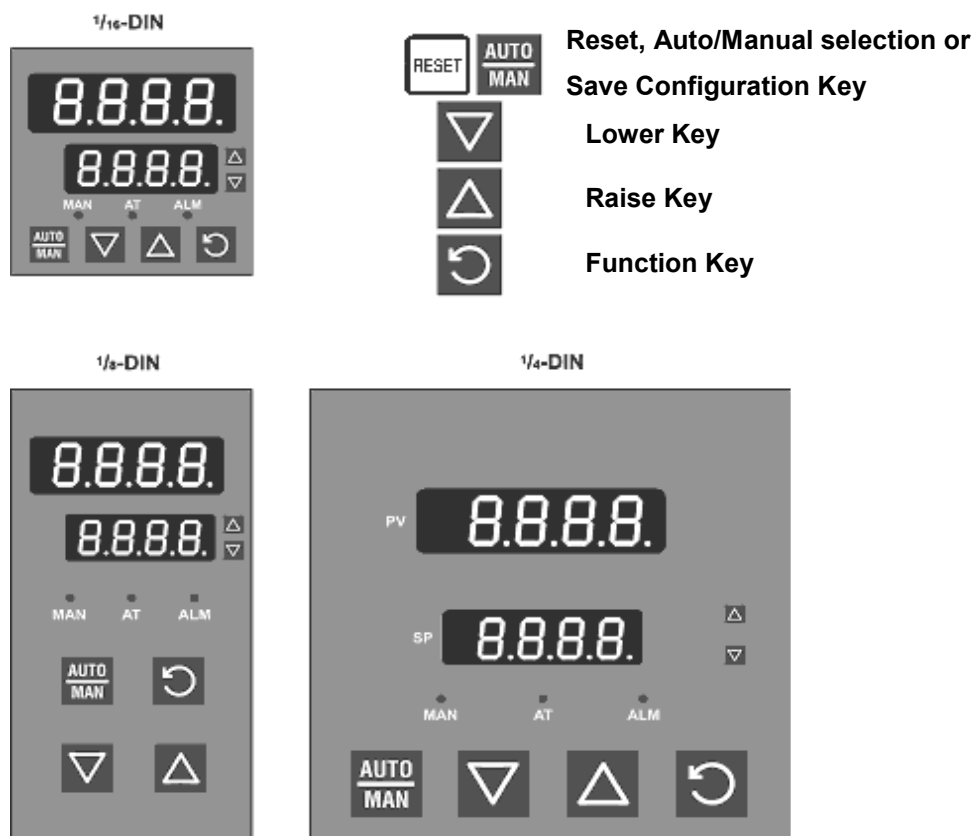 1/16-DIN
8.8.8.8.
8.8.8.8.
MAN AT ALM
AUTO
MAN
RESET
AUTO
MAN
Reset, Auto/Manual selection or
Save Configuration Key
Lower Key
Raise Key
Function Key
1/8-DIN
8.8.8.8.
8.8.8.8.
MAN AT ALM
AUTO
MAN
1/4-DIN
PV 8.8.8.8.
SP 8.8.8.8.
MAN AT ALM
AUTO
MAN